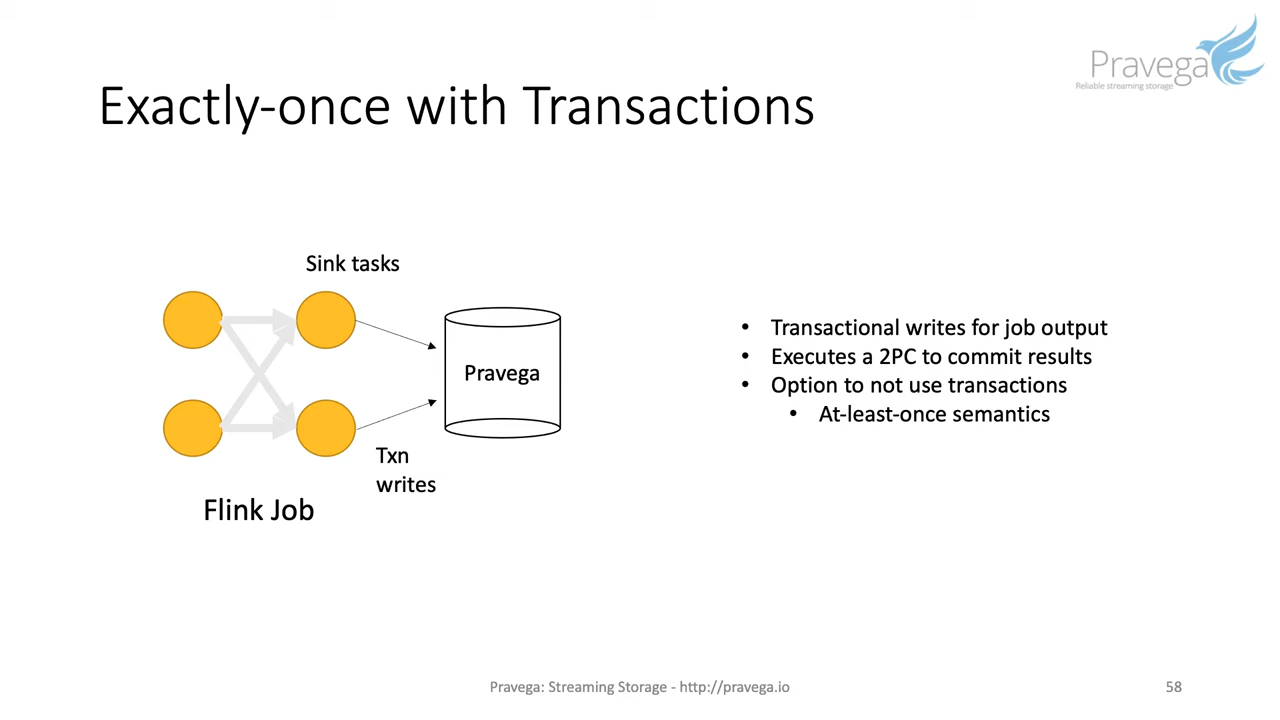 Pravega
Reliable streaming storage
Exactly-once with Transactions
Sink tasks
Pravega
Txn
writes
Flink Job
• Transactional writes for job output
• Executes a 2PC to commit results
• Option to not use transactions
• At-least-once semantics
Pravega: Streaming Storage - http://pravega.io
58